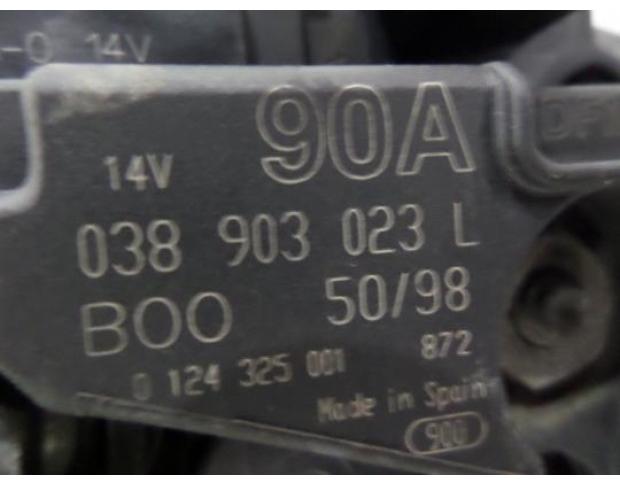 14V
90A
14V
038 903 023 L
BOO 50/98
0 124 325 001 872
Made in Spain
900